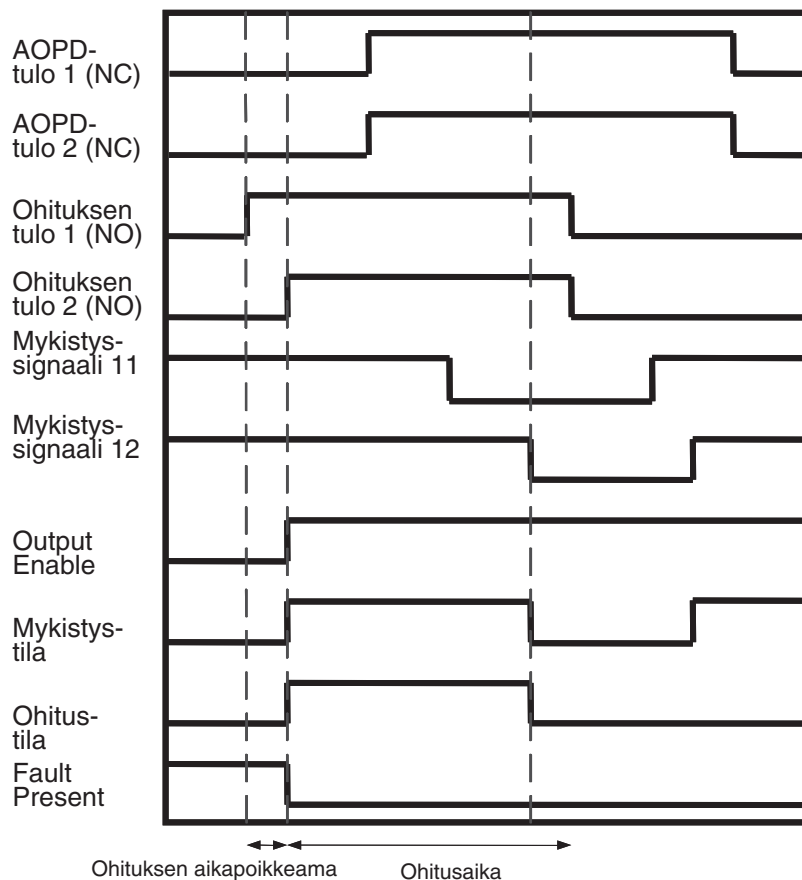 AOPD-
tulo 1 (NC)
AOPD-
tulo 2 (NC)
Ohituksen
tulo 1 (NO)
Ohituksen
tulo 2 (NO)
Mykistys-
signaali 11
Mykistys-
signaali 12
Output
Enable
Mykistys-
tila
Ohitus-
tila
Fault
Present
Ohituksen aikapoikkeama
Ohitusaika